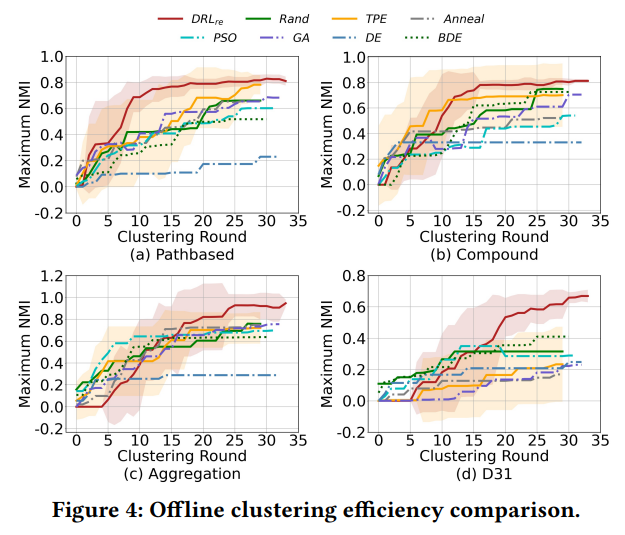 DRLre Rand TPE Anneal
PSO GA DE BDE
1.0
0.8
0.6
0.4
0.2
0.0
-0.2
Maximum NMI
0 5 10 15 20 25 30 35
Clustering Round
(a) Pathbased
1.0
0.8
0.6
0.4
0.2
0.0
-0.2
Maximum NMI
0 5 10 15 20 25 30 35
Clustering Round
(b) Compound
1.2
1.0
0.8
0.6
0.4
0.2
0.0
-0.2
Maximum NMI
0 5 10 15 20 25 30 35
Clustering Round
(c) Aggregation
0.8
0.6
0.4
0.2
0.0
-0.2
Maximum NMI
0 5 10 15 20 25 30 35
Clustering Round
(d) D31
Figure 4: Offline clustering efficiency comparison.